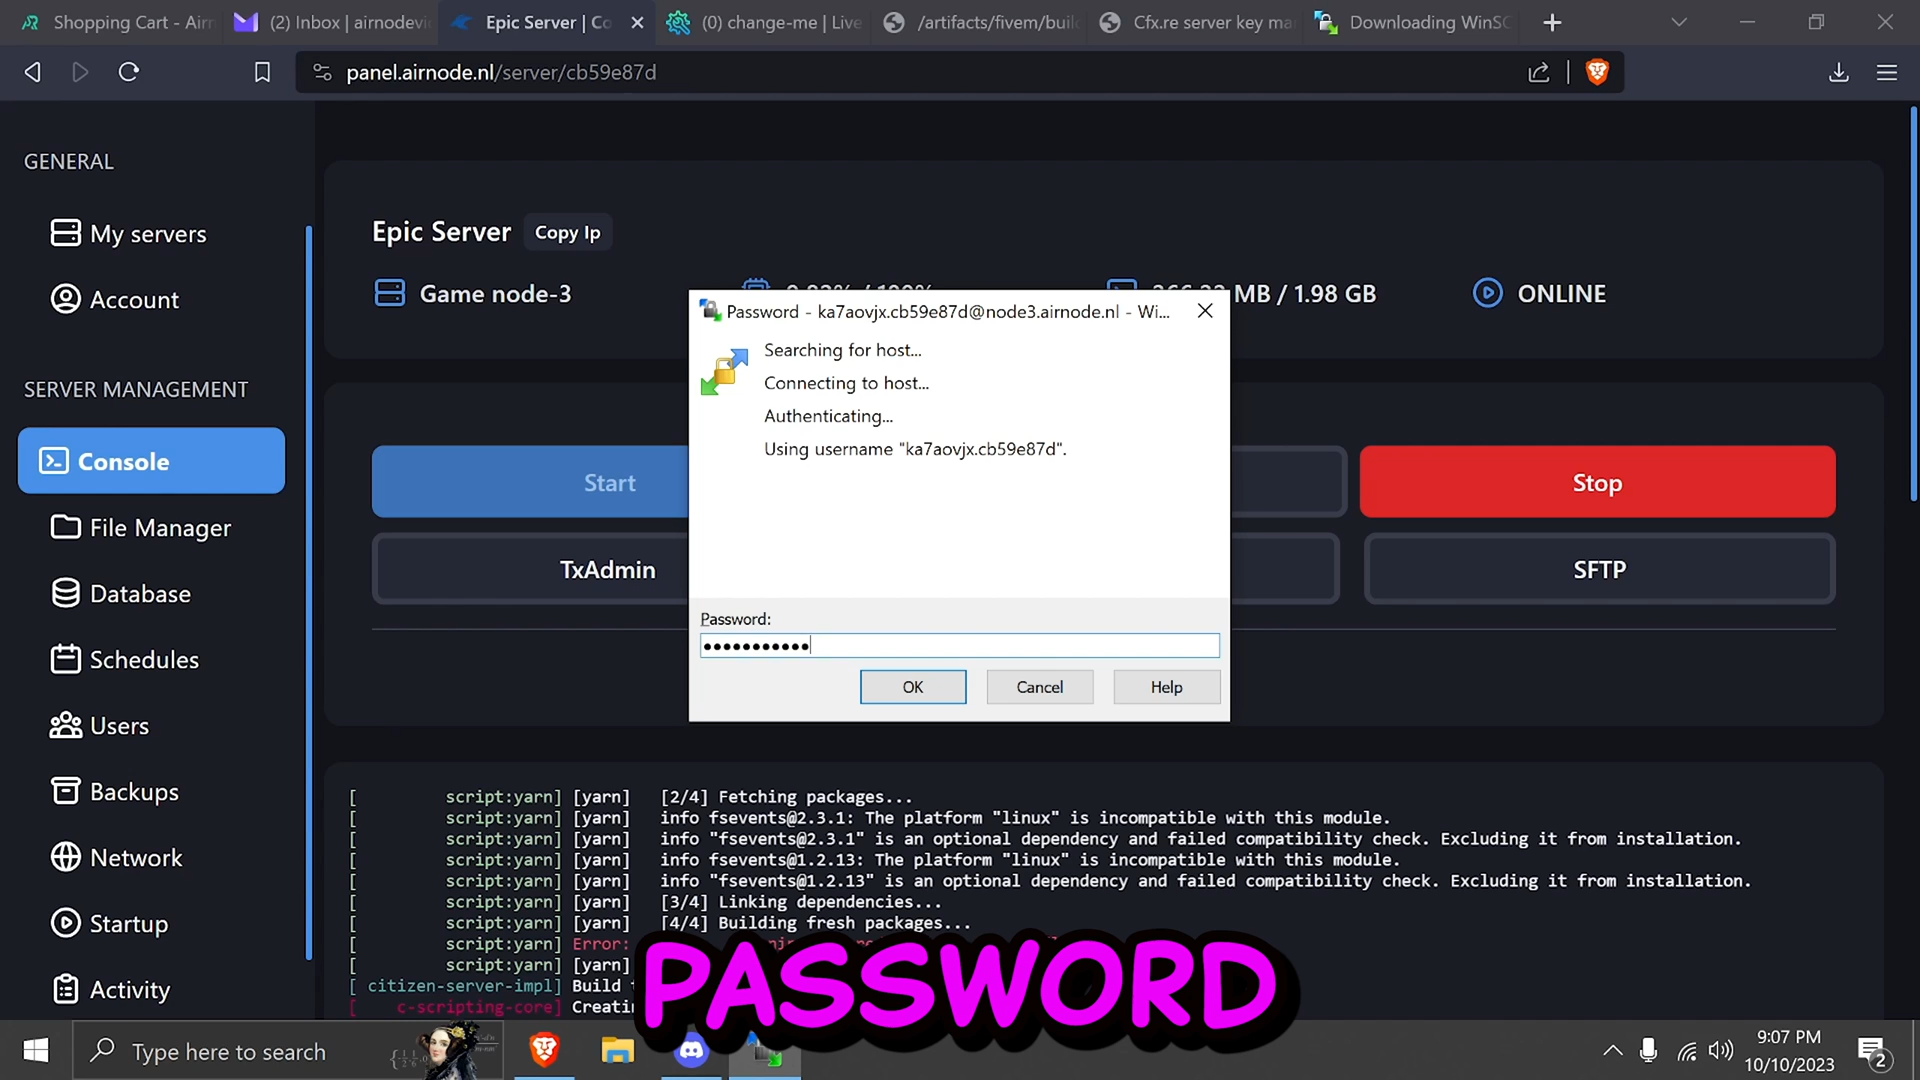 Shopping Cart - Air
(2) Inbox | airnodevi
Epic Server | Co
(0) change-me | Live
/artifacts/fivem/buil
Cfx.re server key ma
Downloading WinSC
panel.airnode.nl/server/cb59e87d
GENERAL
My servers
Account
SERVER MANAGEMENT
Console
File Manager
Database
Schedules
Users
Backups
Network
Startup
Activity
Epic Server
Copy Ip
Game node-3
MB / 1.98 GB
ONLINE
Start
Stop
TxAdmin
SFTP
Password - ka7aovjx.cb59e87d@node3.airnode.nl - Wi...
Searching for host...
Connecting to host...
Authenticating...
Using username "ka7aovjx.cb59e87d".
Password:
•••••••••••
OK
Cancel
Help
[ script:yarn] [yarn] [2/4] Fetching packages...
[ script:yarn] [yarn] info fsevents@2.3.1: The platform "linux" is incompatible with this module.
[ script:yarn] [yarn] info "fsevents@2.3.1" is an optional dependency and failed compatibility check. Excluding it from installation.
[ script:yarn] [yarn] info fsevents@1.2.13: The platform "linux" is incompatible with this module.
[ script:yarn] [yarn] info "fsevents@1.2.13" is an optional dependency and failed compatibility check. Excluding it from installation.
[ script:yarn] [yarn] [3/4] Linking dependencies...
[ script:yarn] [yarn] [4/4] Building fresh packages...
[ script:yarn] Error:
[ script:yarn] [yarn]
[ citizen-server-impl] Build
[ c-scripting-core] Creatin
PASSWORD
Type here to search
9:07 PM
10/10/2023
2